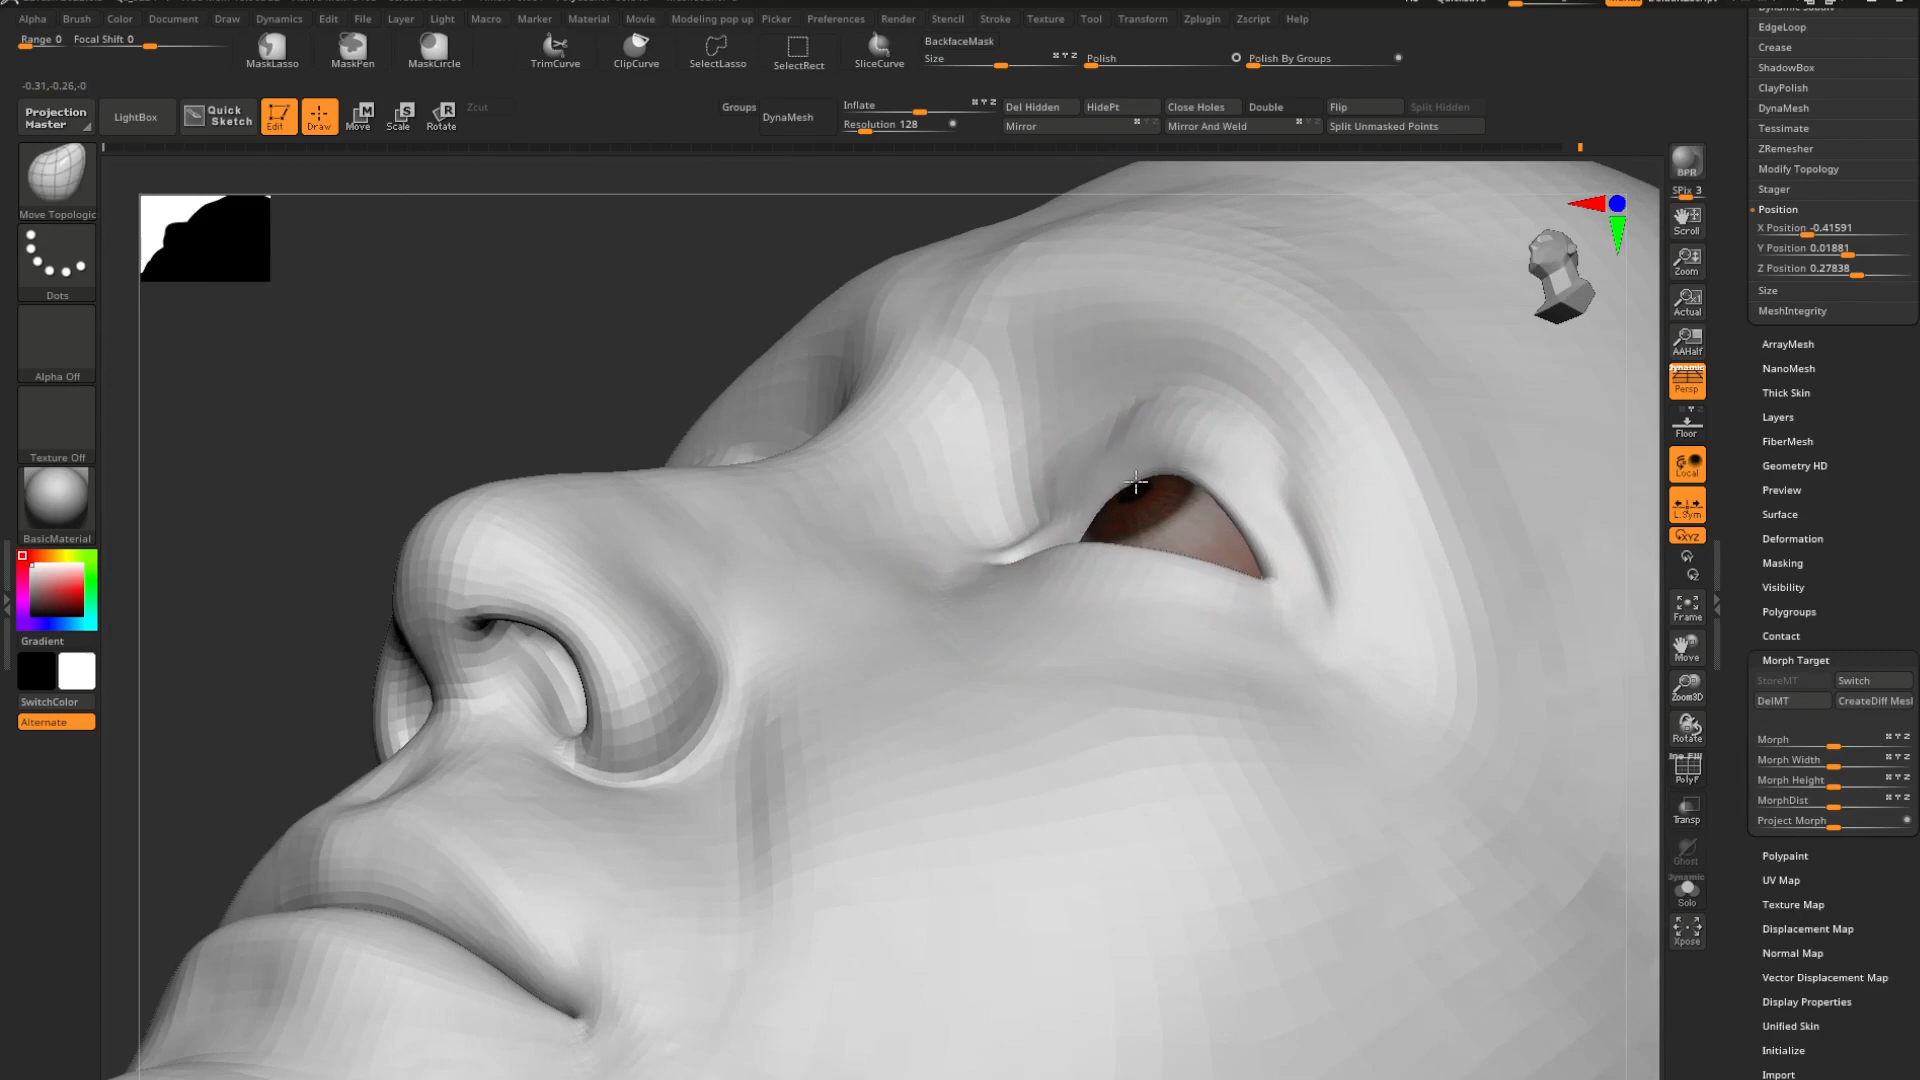 Alpha Brush Color Document Draw Dynamics Edit File Layer Light Macro Marker Material Movie Modeling pop up Picker Preferences Render Stencil Stroke Texture Tool Transform Zplugin Zscript Help
Range 0 Focal Shift 0
MaskLasso MaskPen MaskCircle TrimCurve ClipCurve SelectLasso SelectRect SliceCurve
BackfaceMask
Size Polish Polish By Groups
-0.31,-0.26,-0
Projection Master
LightBox
Quick Sketch
Edit Draw Move Scale Rotate
Zcut
Groups DynaMesh
Inflate
Resolution 128
Del Hidden HidePt Close Holes Double Flip Split Hidden
Mirror Mirror And Weld Split Unmasked Points
Move Topologic
Dots
Alpha Off
Texture Off
BasicMaterial
Gradient
SwitchColor
Alternate
BPR
SPix 3
Scroll
Zoom
Actual
AAHalf
Dynamic
Persp
Floor
Local
L.Sym
XYZ
Frame
Move
Zoom3D
Rotate
Line Fill
PolyF
Transp
Ghost
Dynamic
Solo
Xpose
EdgeLoop
Crease
ShadowBox
ClayPolish
DynaMesh
Tessimate
ZRemesher
Modify Topology
Stager
Position
X Position -0.41591
Y Position 0.01881
Z Position 0.27838
Size
MeshIntegrity
ArrayMesh
NanoMesh
Thick Skin
Layers
FiberMesh
Geometry HD
Preview
Surface
Deformation
Masking
Visibility
Polygroups
Contact
Morph Target
StoreMT Switch
DelMT CreateDiff Mesh
Morph
Morph Width
Morph Height
MorphDist
Project Morph
Polypaint
UV Map
Texture Map
Displacement Map
Normal Map
Vector Displacement Map
Display Properties
Unified Skin
Initialize
Import